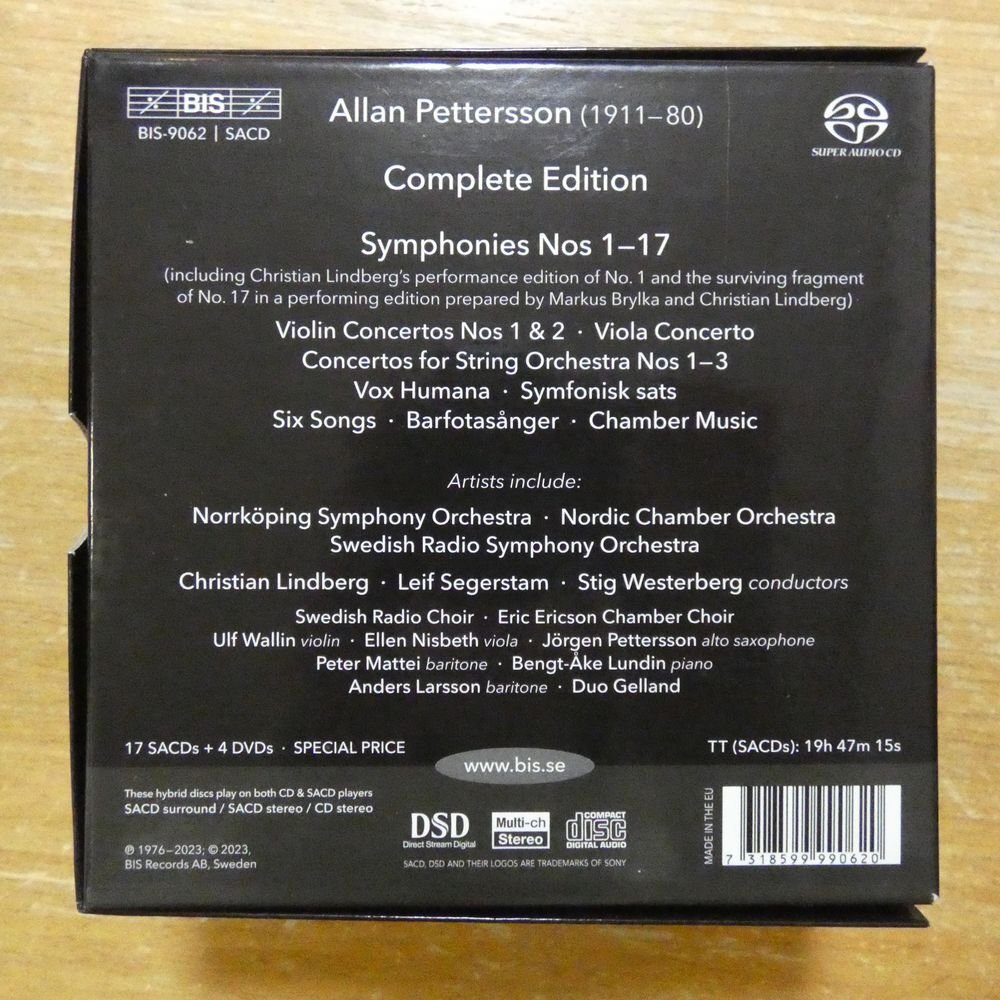 BIS
BIS-9062 | SACD
Allan Pettersson (1911–80)
SUPER AUDIO CD
Complete Edition
Symphonies Nos 1–17
(including Christian Lindberg's performance edition of No. 1 and the surviving fragment
of No. 17 in a performing edition prepared by Markus Brylka and Christian Lindberg)
Violin Concertos Nos 1 & 2 · Viola Concerto
Concertos for String Orchestra Nos 1–3
Vox Humana · Symfonisk sats
Six Songs · Barfotasånger · Chamber Music
Artists include:
Norrköping Symphony Orchestra · Nordic Chamber Orchestra
Swedish Radio Symphony Orchestra
Christian Lindberg · Leif Segerstam · Stig Westerberg conductors
Swedish Radio Choir · Eric Ericson Chamber Choir
Ulf Wallin violin · Ellen Nisbeth viola · Jörgen Pettersson alto saxophone
Peter Mattei baritone · Bengt-Åke Lundin piano
Anders Larsson baritone · Duo Gelland
17 SACDs + 4 DVDs · SPECIAL PRICE
TT (SACDs): 19h 47m 15s
www.bis.se
These hybrid discs play on both CD & SACD players
SACD surround / SACD stereo / CD stereo
℗ 1976–2023; © 2023,
BIS Records AB, Sweden
DSD
Direct Stream Digital
Multi-ch
Stereo
COMPACT
disc
DIGITAL AUDIO
SACD, DSD AND THEIR LOGOS ARE TRADEMARKS OF SONY
MADE IN THE EU
7 318599 990620